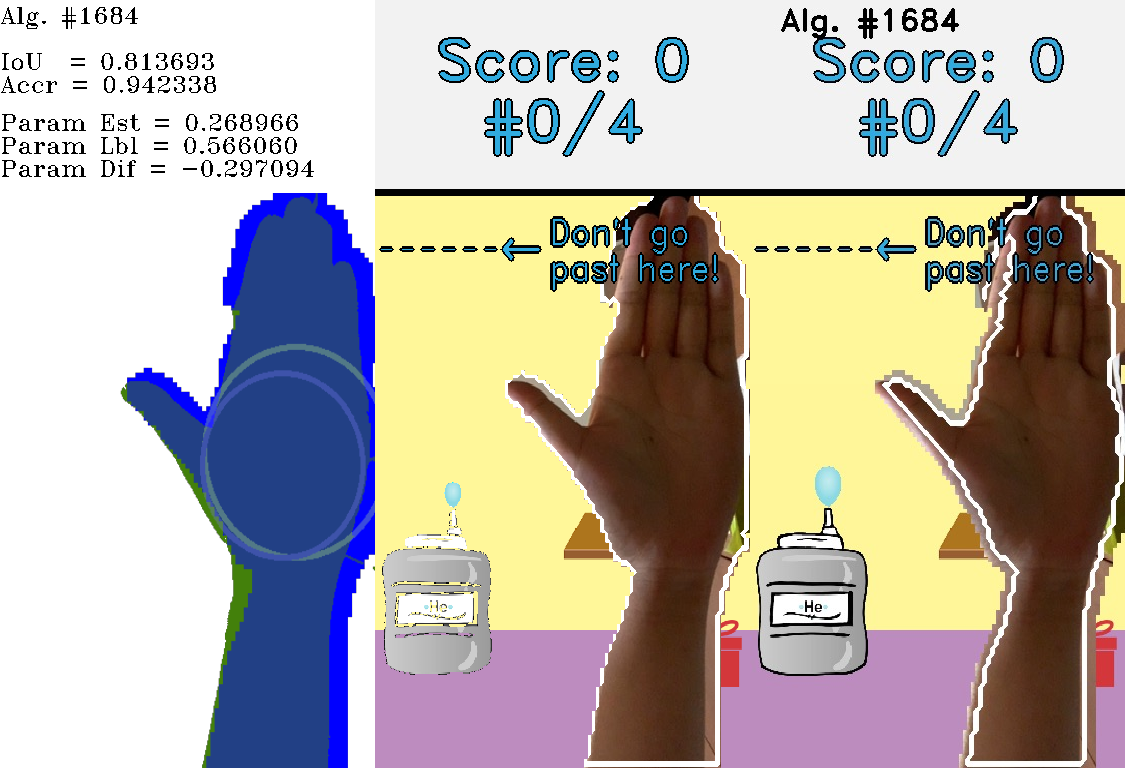 Alg. #1684
IoU = 0.813693
Accr = 0.942338
Param Est = 0.268966
Param Lbl = 0.566060
Param Dif = −0.297094
Score: 0
#0/4
Don't go
past here!
He
Alg. #1684
Score: 0
#0/4
Don't go
past here!
He